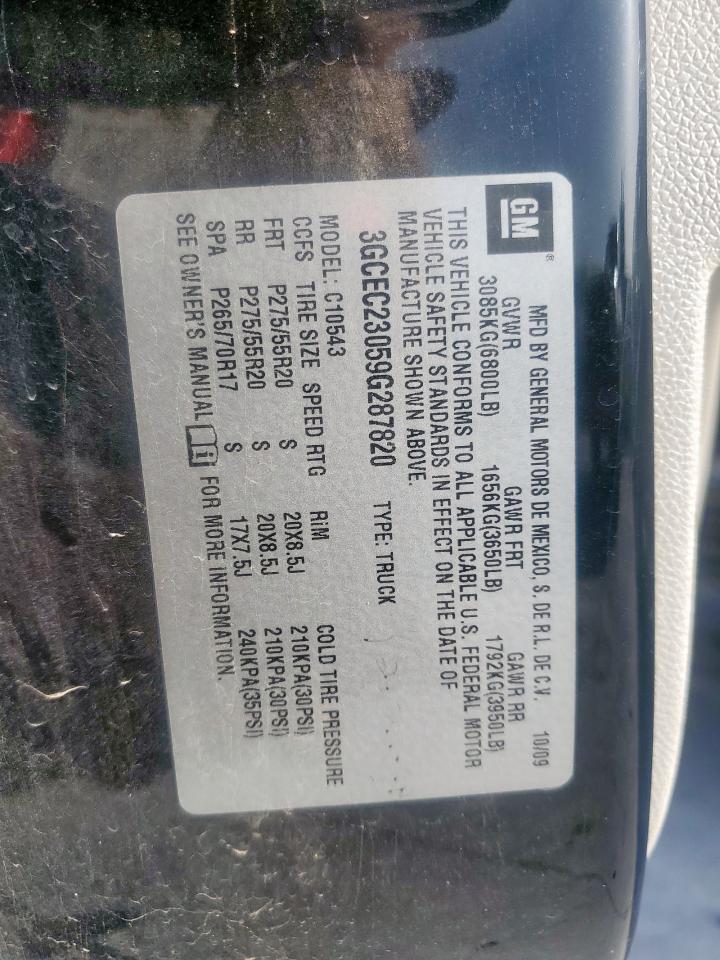 GM ®
MFD BY GENERAL MOTORS DE MEXICO, S. DE R.L. DE C.V. 10/09
GVWR GAWR FRT GAWR RR
3085KG(6800LB) 1656KG(3650LB) 1792KG(3950LB)
THIS VEHICLE CONFORMS TO ALL APPLICABLE U.S. FEDERAL MOTOR
VEHICLE SAFETY STANDARDS IN EFFECT ON THE DATE OF
MANUFACTURE SHOWN ABOVE.
3GCEC23059G287820 TYPE: TRUCK
MODEL: C10543
CCFS TIRE SIZE SPEED RTG RiM COLD TIRE PRESSURE
FRT P275/55R20 S 20X8.5J 210KPA(30PSI)
RR P275/55R20 S 20X8.5J 210KPA(30PSI)
SPA P265/70R17 S 17X7.5J 240KPA(35PSI)
SEE OWNER'S MANUAL FOR MORE INFORMATION.